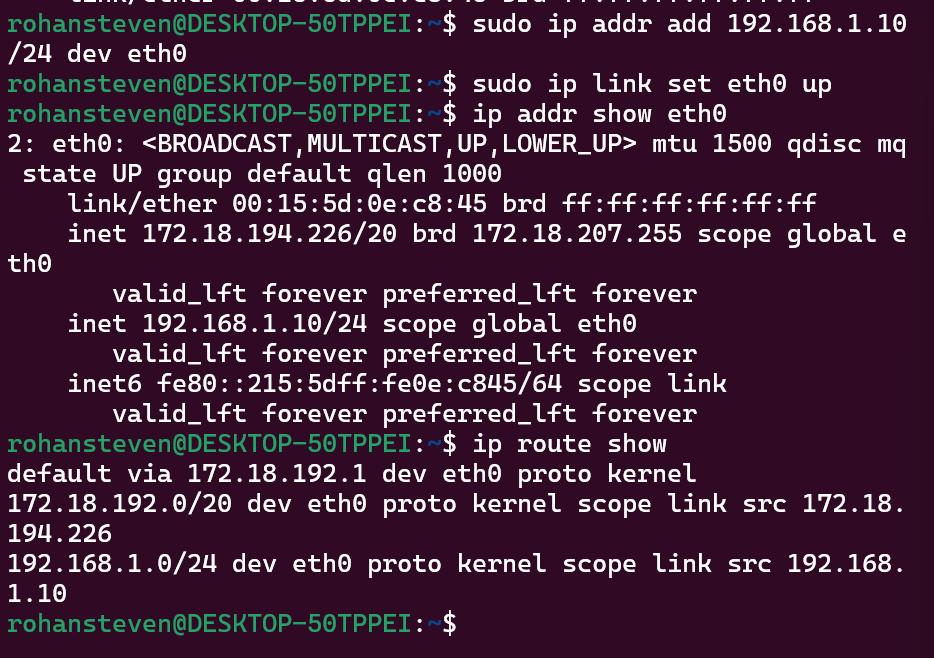 rohansteven@DESKTOP-50TPPEI:~$ sudo ip addr add 192.168.1.10
/24 dev eth0
rohansteven@DESKTOP-50TPPEI:~$ sudo ip link set eth0 up
rohansteven@DESKTOP-50TPPEI:~$ ip addr show eth0
2: eth0: <BROADCAST,MULTICAST,UP,LOWER_UP> mtu 1500 qdisc mq
 state UP group default qlen 1000
    link/ether 00:15:5d:0e:c8:45 brd ff:ff:ff:ff:ff:ff
    inet 172.18.194.226/20 brd 172.18.207.255 scope global e
th0
       valid_lft forever preferred_lft forever
    inet 192.168.1.10/24 scope global eth0
       valid_lft forever preferred_lft forever
    inet6 fe80::215:5dff:fe0e:c845/64 scope link
       valid_lft forever preferred_lft forever
rohansteven@DESKTOP-50TPPEI:~$ ip route show
default via 172.18.192.1 dev eth0 proto kernel
172.18.192.0/20 dev eth0 proto kernel scope link src 172.18.
194.226
192.168.1.0/24 dev eth0 proto kernel scope link src 192.168.
1.10
rohansteven@DESKTOP-50TPPEI:~$